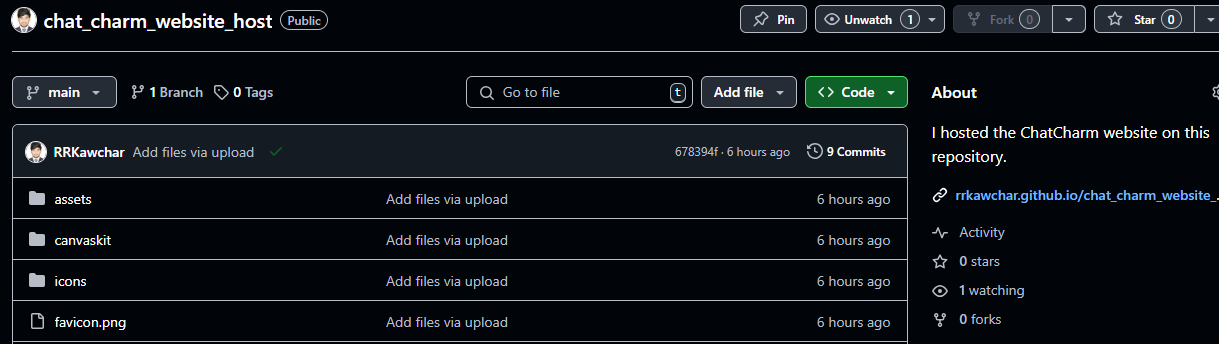 chat_charm_website_host Public Pin Unwatch 1 Fork 0 Star 0
main 1 Branch 0 Tags Go to file t Add file Code
RRKawchar Add files via upload 678394f · 6 hours ago 9 Commits
assets Add files via upload 6 hours ago
canvaskit Add files via upload 6 hours ago
icons Add files via upload 6 hours ago
favicon.png Add files via upload 6 hours ago
About
I hosted the ChatCharm website on this
repository.
rrkawchar.github.io/chat_charm_website_...
Activity
0 stars
1 watching
0 forks